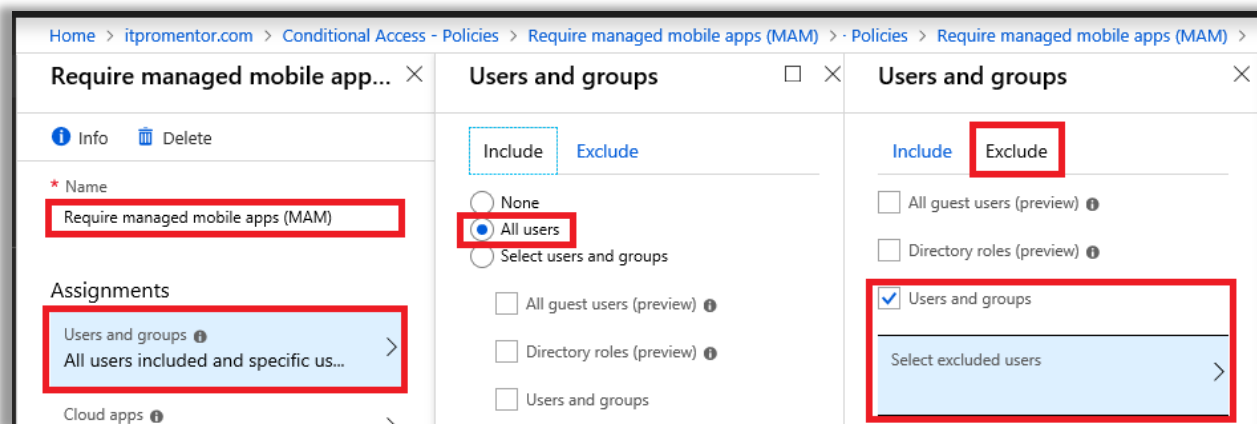 Home > itpromentor.com > Conditional Access - Policies > Require managed mobile apps (MAM) > · Policies > Require managed mobile apps (MAM) >
Require managed mobile app...
Info Delete
* Name
Require managed mobile apps (MAM)
Assignments
Users and groups
All users included and specific us...
Cloud apps
Users and groups
Include Exclude
None
All users
Select users and groups
All guest users (preview)
Directory roles (preview)
Users and groups
Users and groups
Include Exclude
All guest users (preview)
Directory roles (preview)
Users and groups
Select excluded users